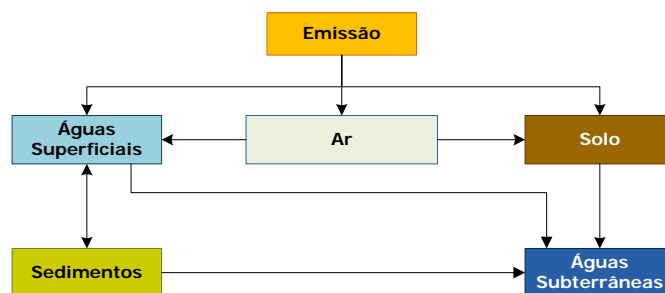 Emissão
Águas
Superficiais
Ar
Solo
Sedimentos
Águas
Subterrâneas